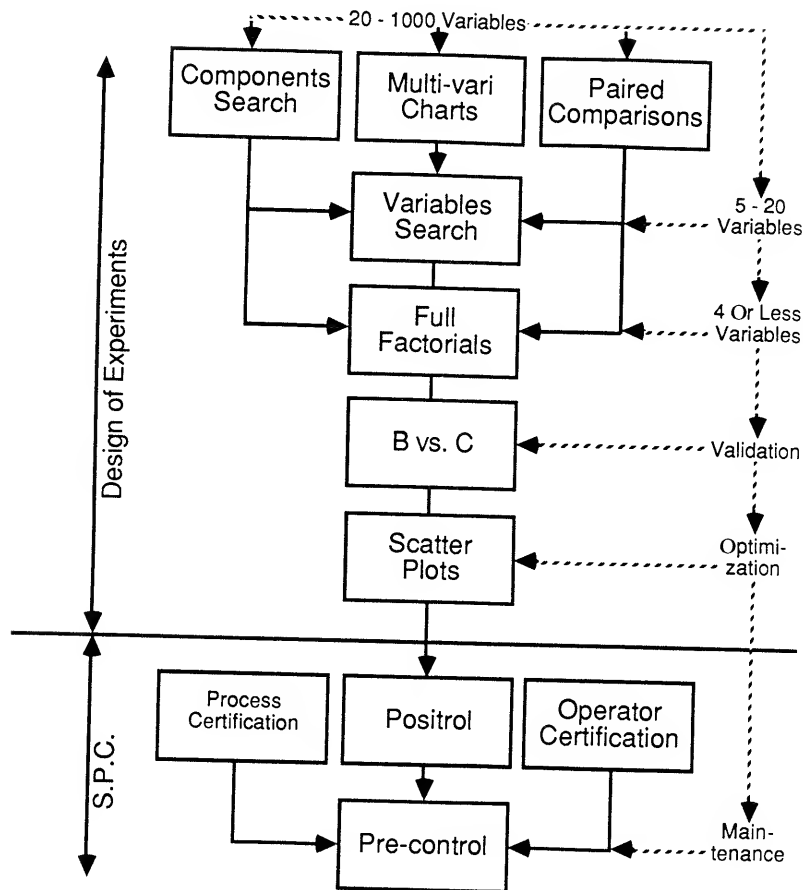 20 - 1000 Variables
Components
Search
Multi-vari
Charts
Paired
Comparisons
Variables
Search
5 - 20
Variables
Full
Factorials
4 Or Less
Variables
Design of Experiments
B vs. C
Validation
Scatter
Plots
Optimi-
zation
S.P.C.
Process
Certification
Positrol
Operator
Certification
Pre-control
Main-
tenance